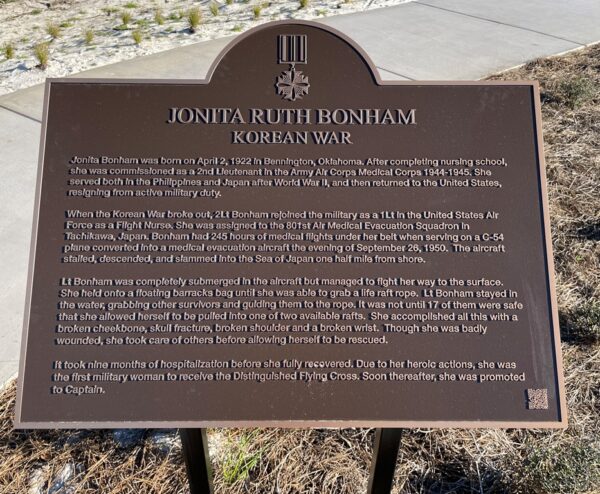 JONITA RUTH BONHAM
KOREAN WAR
Jonita Bonham was born on April 2, 1922 in Bennington, Oklahoma. After completing nursing school,
she was commissioned as a 2nd Lieutenant in the Army Air Corps Medical Corps 1944-1945. She
served both in the Philippines and Japan after World War II, and then returned to the United States,
resigning from active military duty.
When the Korean War broke out, 2Lt Bonham rejoined the military as a 1Lt in the United States Air
Force as a Flight Nurse. She was assigned to the 801st Air Medical Evacuation Squadron in
Tachikawa, Japan. Bonham had 245 hours of medical flights under her belt when serving on a C-54
plane converted into a medical evacuation aircraft the evening of September 26, 1950. The aircraft
stalled, descended, and slammed into the Sea of Japan one half mile from shore.
Lt Bonham was completely submerged in the aircraft but managed to fight her way to the surface.
She held onto a floating barracks bag until she was able to grab a life raft rope. Lt Bonham stayed in
the water, grabbing other survivors and guiding them to the rope. It was not until 17 of them were safe
that she allowed herself to be pulled into one of two available rafts. She accomplished all this with a
broken cheekbone, skull fracture, broken shoulder and a broken wrist. Though she was badly
wounded, she took care of others before allowing herself to be rescued.
It took nine months of hospitalization before she fully recovered. Due to her heroic actions, she was
the first military woman to receive the Distinguished Flying Cross. Soon thereafter, she was promoted
to Captain.